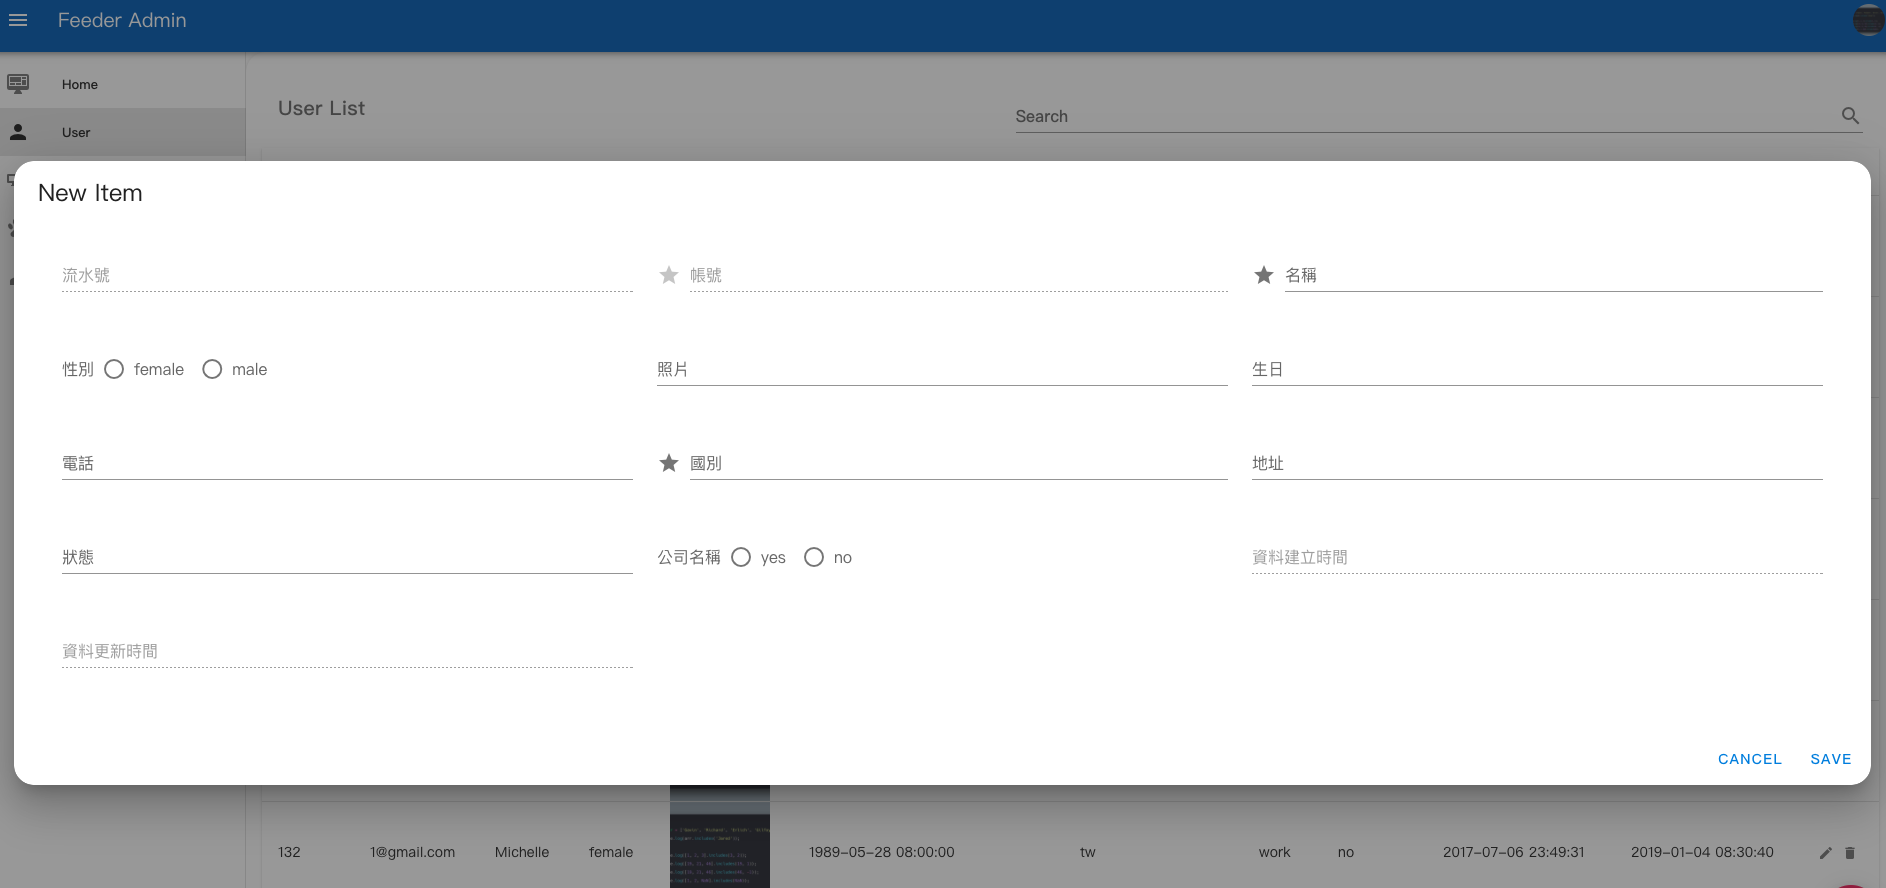 Feeder Admin
Home
User
User List
Search
New Item
流水號
帳號
名稱
性別 female male
照片
生日
電話
國別
地址
狀態
公司名稱 yes no
資料建立時間
資料更新時間
CANCEL SAVE
132 1@gmail.com Michelle female 1989-05-28 08:00:00 tw work no 2017-07-06 23:49:31 2019-01-04 08:30:40